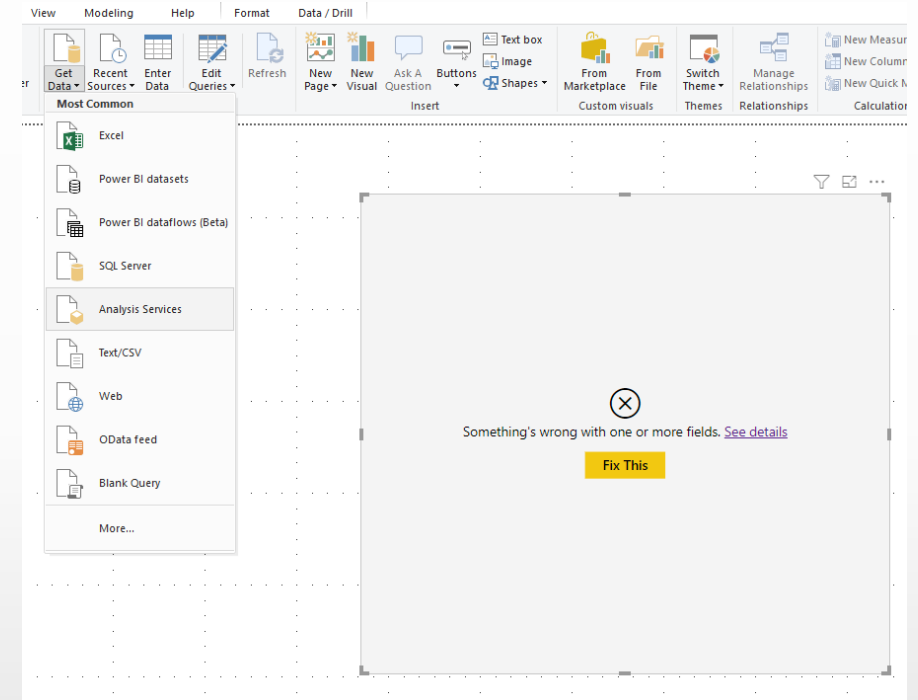 View Modeling Help Format Data / Drill
er
Get Data
Recent Sources
Enter Data
Edit Queries
Refresh
New Page
New Visual
Ask A Question
Buttons
Text box
Image
Shapes
Insert
From Marketplace
From File
Custom visuals
Switch Theme
Themes
Manage Relationships
Relationships
New Measur
New Column
New Quick M
Calculation
Most Common
Excel
Power BI datasets
Power BI dataflows (Beta)
SQL Server
Analysis Services
Text/CSV
Web
OData feed
Blank Query
More...
Something's wrong with one or more fields. See details
Fix This